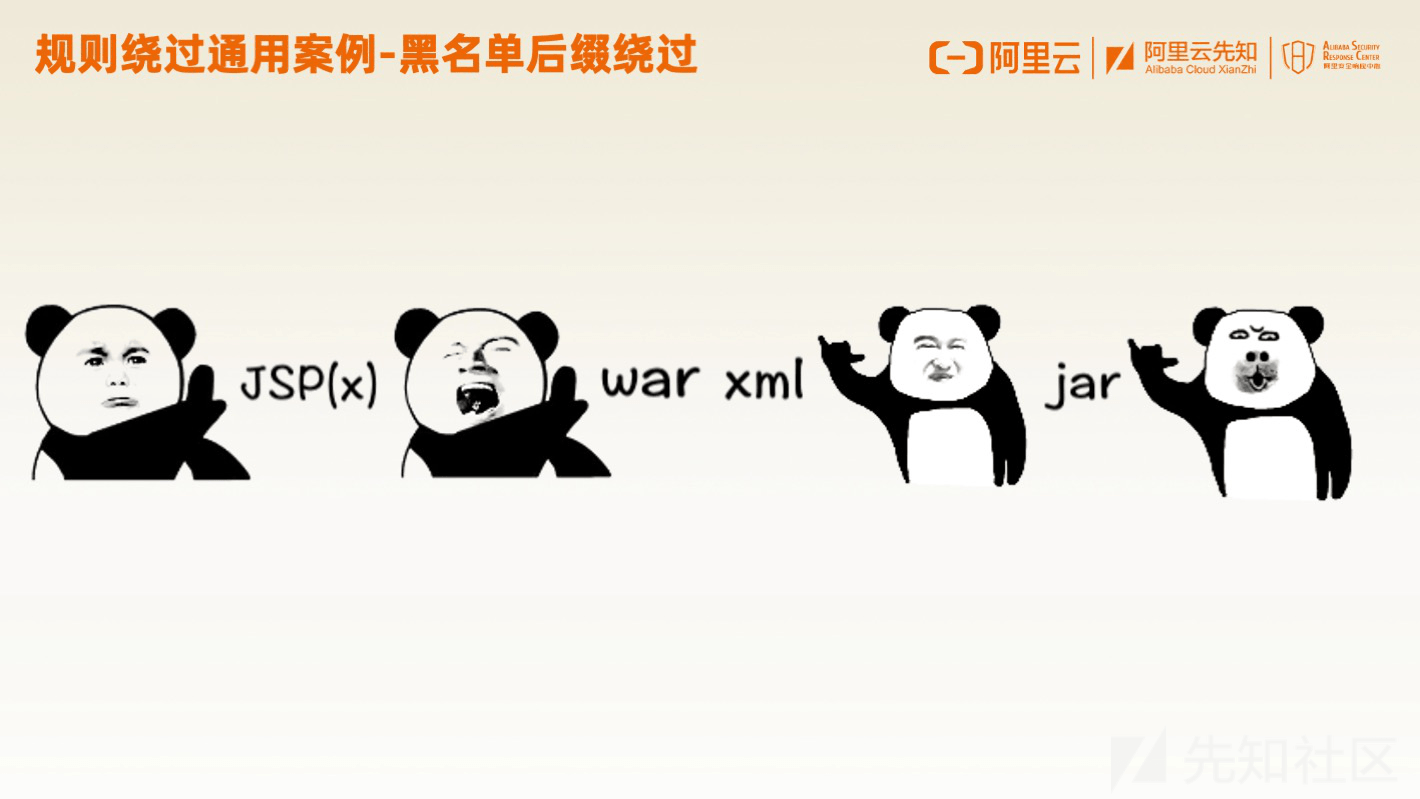 规则绕过通用案例-黑名单后缀绕过
阿里云
阿里云先知
Alibaba Cloud XianZhi
ALIBABA SECURITY
RESPONSE CENTER
阿里安全响应中心
JSP(x) war xml jar
先知社区